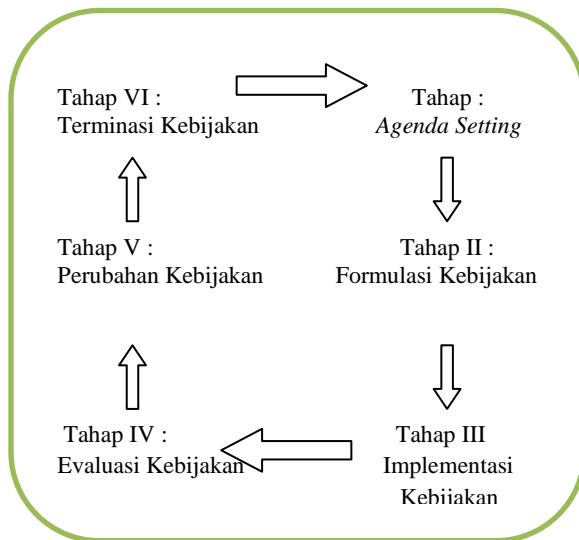 Tahap VI :
Terminasi Kebijakan
Tahap :
Agenda Setting
Tahap V :
Perubahan Kebijakan
Tahap II :
Formulasi Kebijakan
Tahap IV :
Evaluasi Kebijakan
Tahap III
Implementasi
Kebijakan